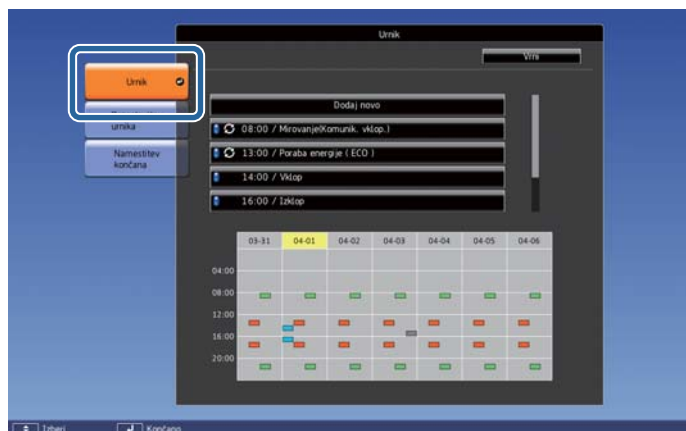 Urnik
Vrni
Urnik
urnika
Namestitev
končana
Dodaj novo
08:00 / Mirovanje(Komunik. vklop.)
13:00 / Poraba energije ( ECO )
14:00 / Vklop
16:00 / Izklop
03-31 04-01 04-02 04-03 04-04 04-05 04-06
04:00
08:00
12:00
16:00
20:00
Izberi Končano